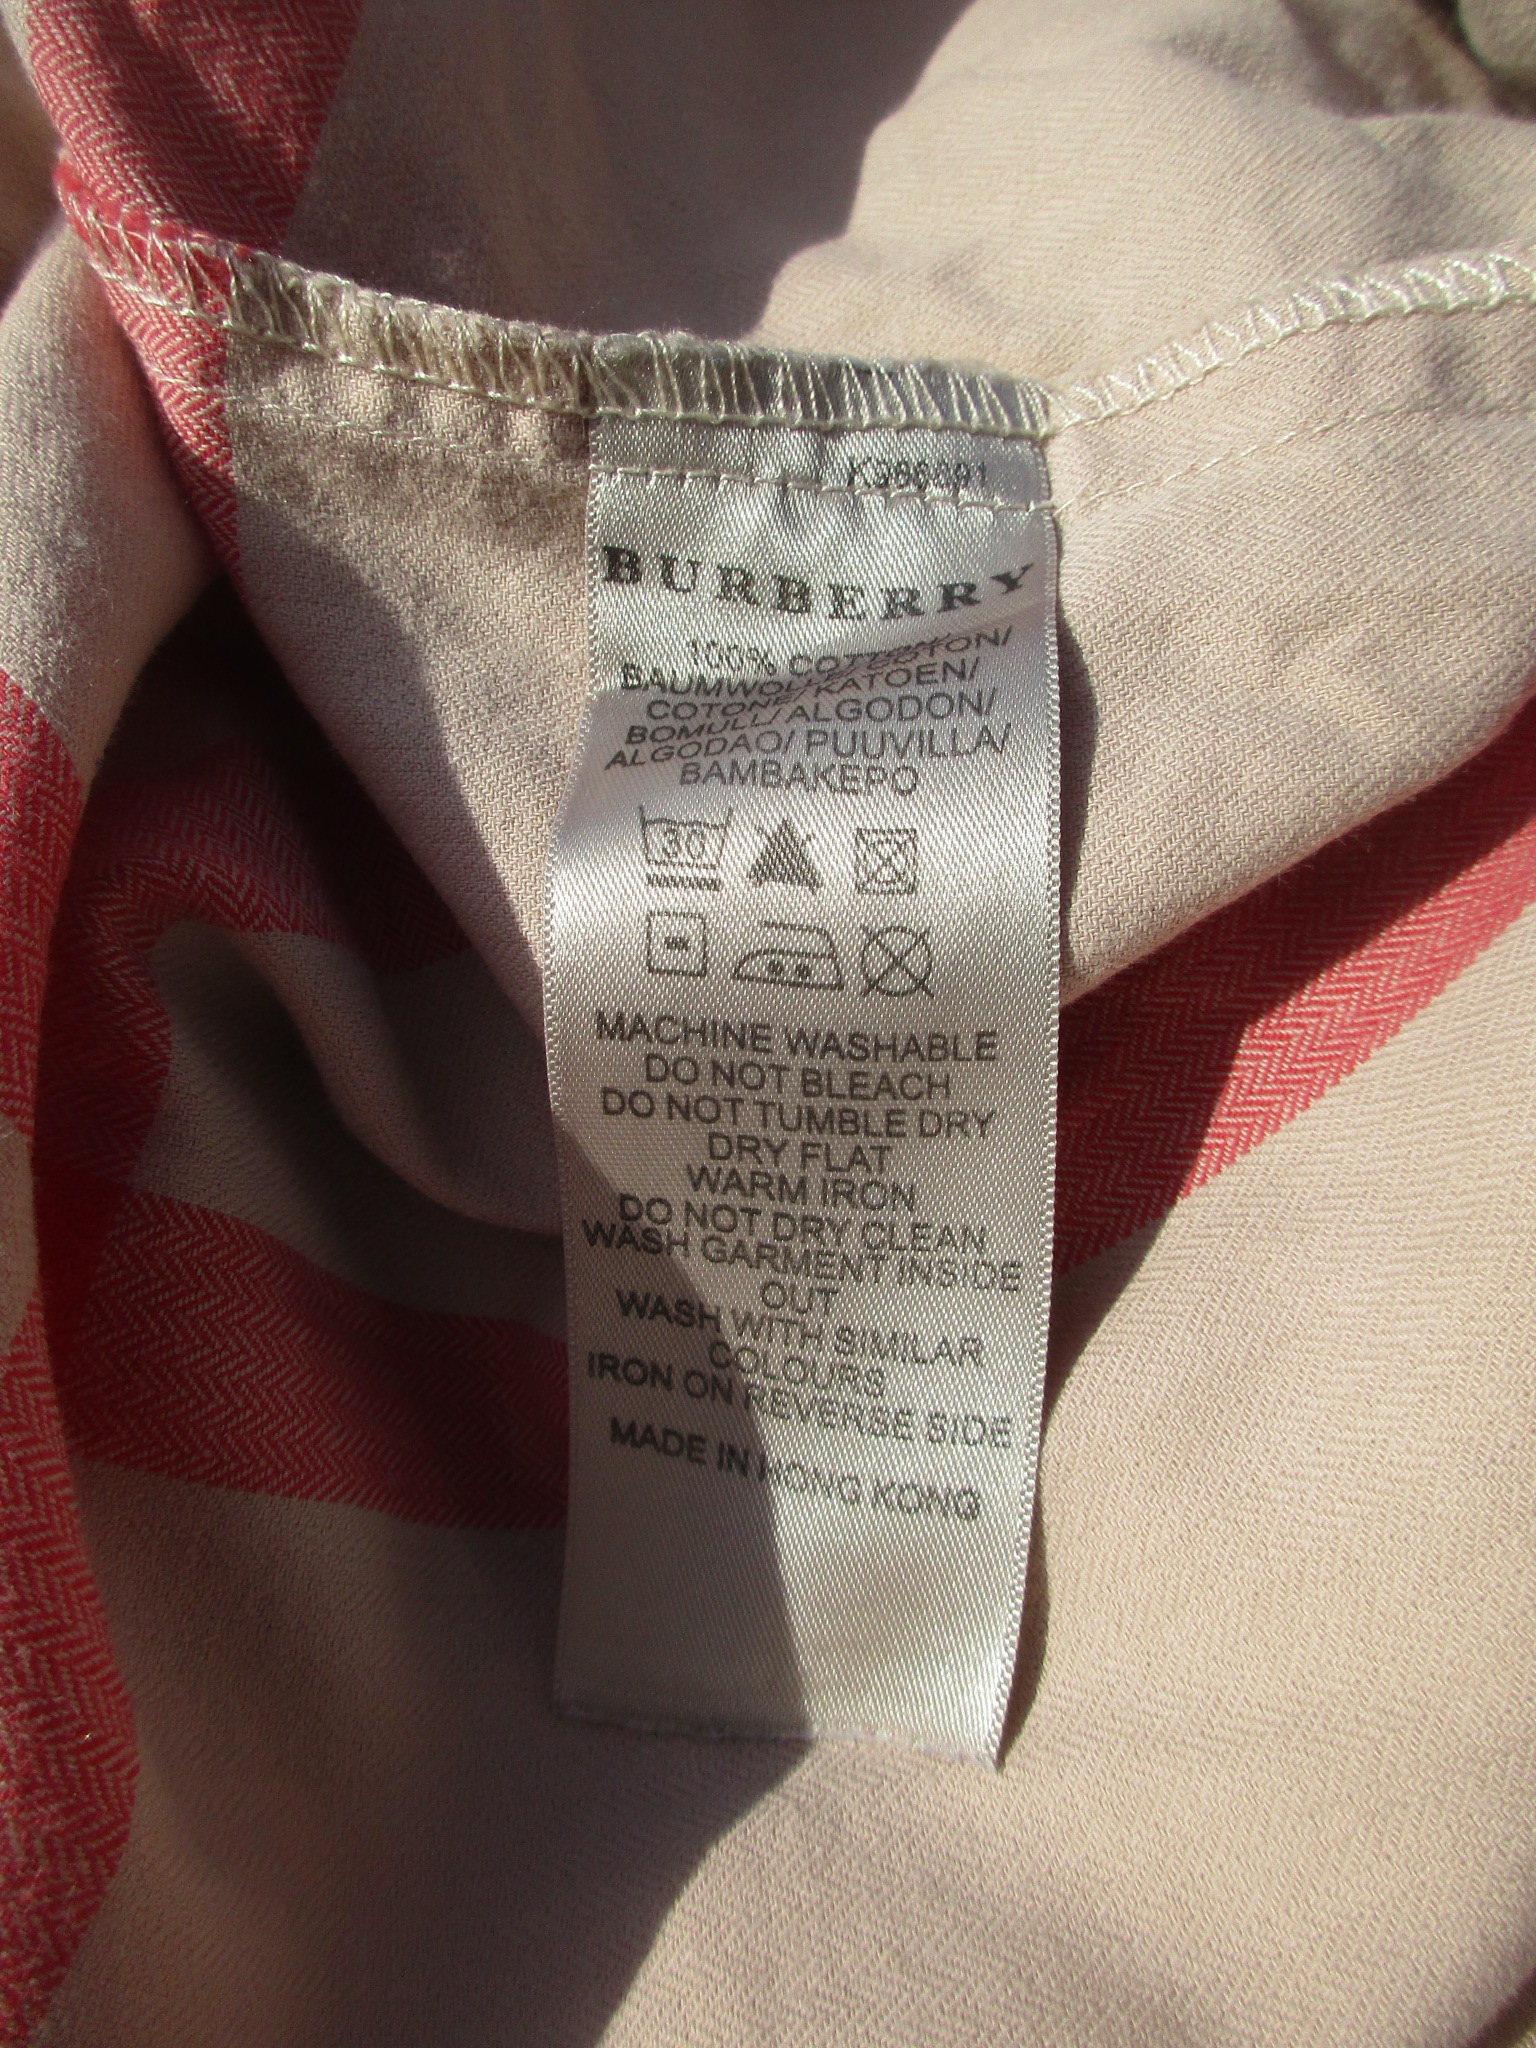 BURBERRY
100% COTTON/
BAUMWOLLE/COTON/
COTONE/KATOEN/
BOMULL/ALGODON/
ALGODAO/PUUVILLA/
BAMBAKEPO
30
MACHINE WASHABLE
DO NOT BLEACH
DO NOT TUMBLE DRY
DRY FLAT
WARM IRON
DO NOT DRY CLEAN
WASH GARMENT INSIDE
OUT
WASH WITH SIMILAR
COLOURS
IRON ON REVERSE SIDE
MADE IN HONG KONG